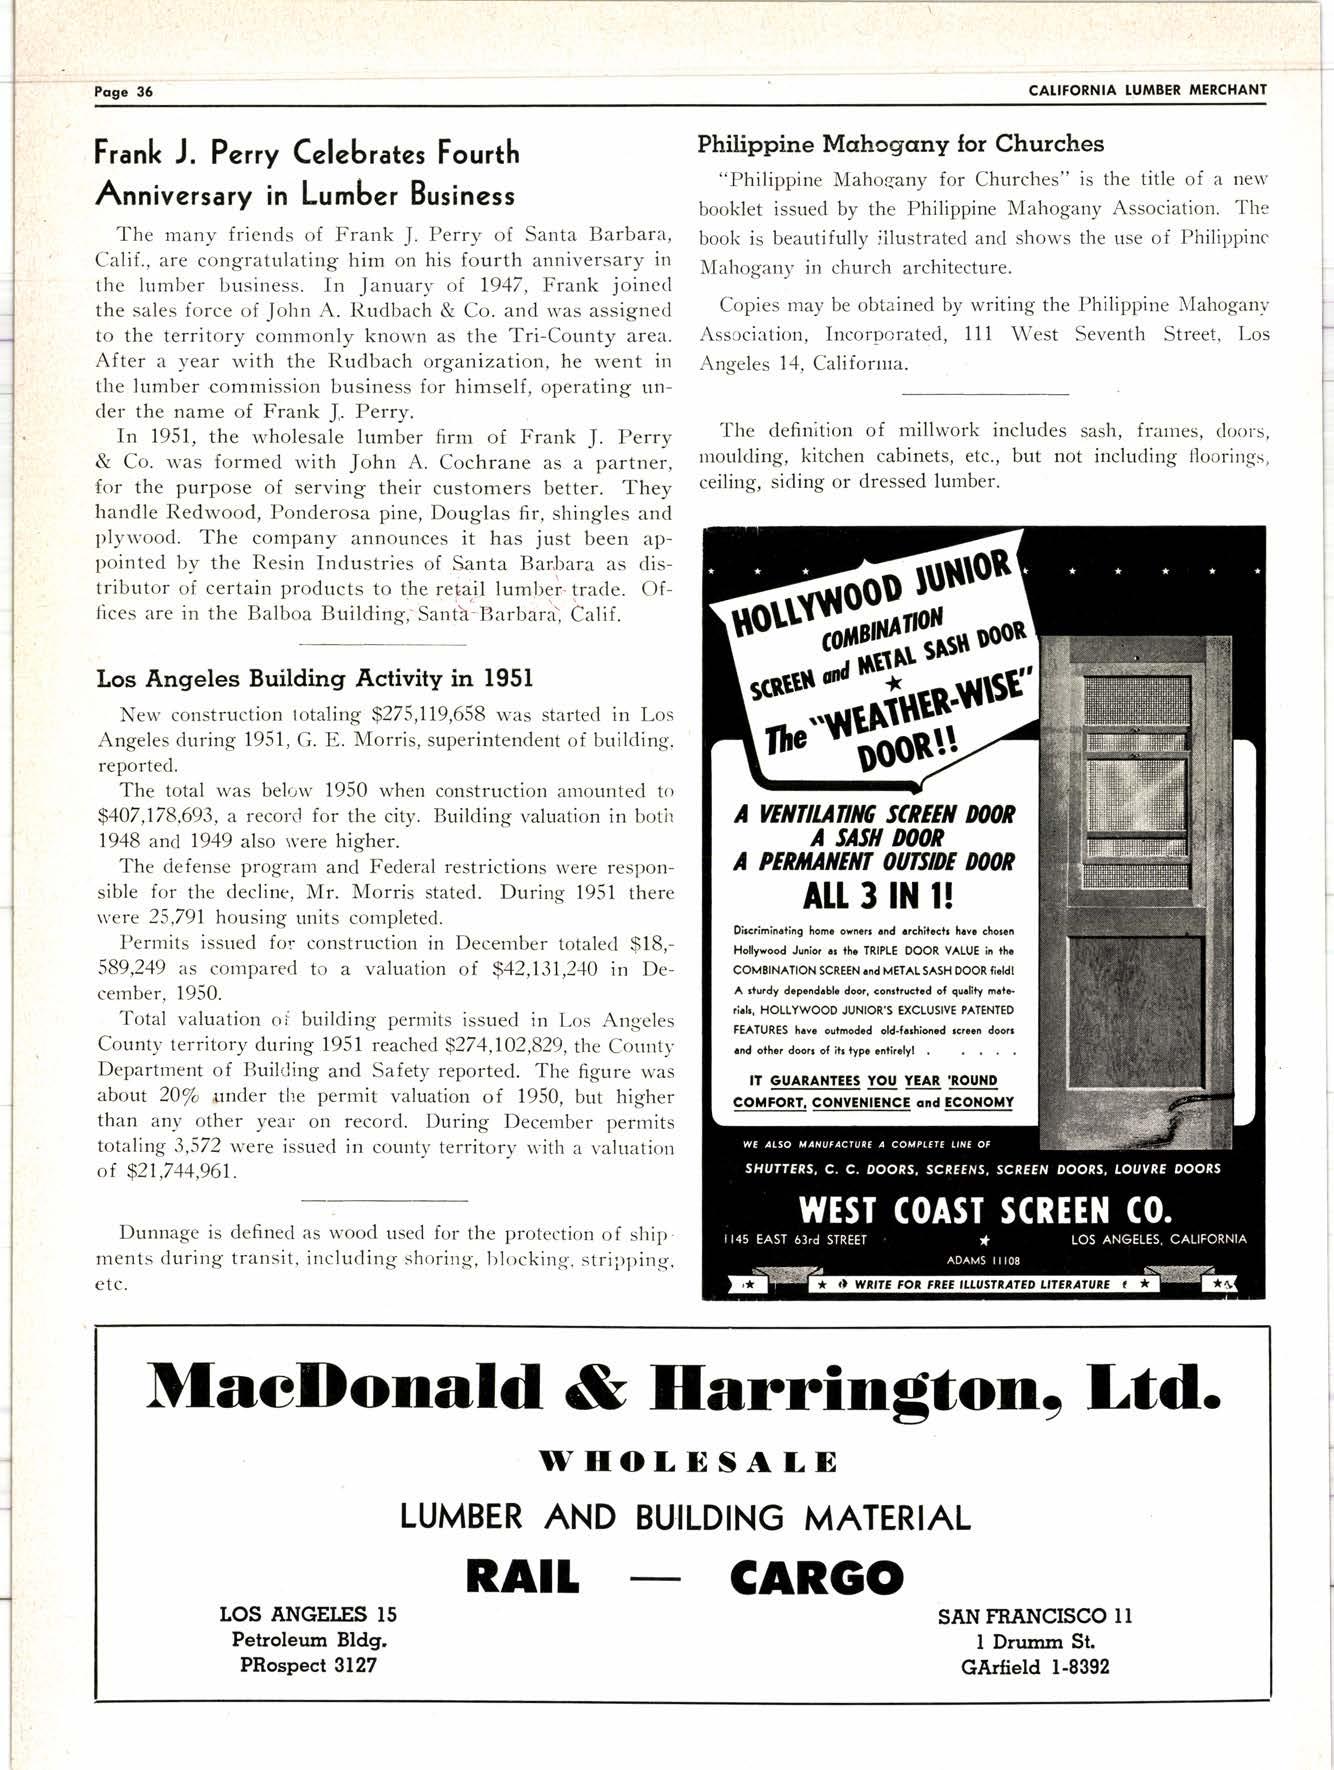 Page 36
CALIFORNIA LUMBER MERCHANT
Frank J. Perry Celebrates Fourth
Anniversary in Lumber Business
The many friends of Frank J. Perry of Santa Barbara,
Calif., are congratulating him on his fourth anniversary in
the lumber business. In January of 1947, Frank joined
the sales force of John A. Rudbach & Co. and was assigned
to the territory commonly known as the Tri-County area.
After a year with the Rudbach organization, he went in
the lumber commission business for himself, operating un-
der the name of Frank J. Perry.
In 1951, the wholesale lumber firm of Frank J. Perry
& Co. was formed with John A. Cochrane as a partner,
for the purpose of serving their customers better. They
handle Redwood, Ponderosa pine, Douglas fir, shingles and
plywood. The company announces it has just been ap-
pointed by the Resin Industries of Santa Barbara as dis-
tributor of certain products to the retail lumber trade. Of-
fices are in the Balboa Building, Santa Barbara, Calif.
Los Angeles Building Activity in 1951
New construction totaling $275,119,658 was started in Los
Angeles during 1951, G. E. Morris, superintendent of building,
reported.
The total was below 1950 when construction amounted to
$407,178,693, a record for the city. Building valuation in both
1948 and 1949 also were higher.
The defense program and Federal restrictions were respon-
sible for the decline, Mr. Morris stated. During 1951 there
were 25,791 housing units completed.
Permits issued for construction in December totaled $18,-
589,249 as compared to a valuation of $42,131,240 in De-
cember, 1950.
Total valuation of building permits issued in Los Angeles
County territory during 1951 reached $274,102,829, the County
Department of Building and Safety reported. The figure was
about 20% under the permit valuation of 1950, but higher
than any other year on record. During December permits
totaling 3,572 were issued in county territory with a valuation
of $21,744,961.
Dunnage is defined as wood used for the protection of ship-
ments during transit, including shoring, blocking, stripping,
etc.
Philippine Mahogany for Churches
"Philippine Mahogany for Churches" is the title of a new
booklet issued by the Philippine Mahogany Association. The
book is beautifully illustrated and shows the use of Philippine
Mahogany in church architecture.
Copies may be obtained by writing the Philippine Mahogany
Association, Incorporated, 111 West Seventh Street, Los
Angeles 14, California.
The definition of millwork includes sash, frames, doors,
moulding, kitchen cabinets, etc., but not including floorings,
ceiling, siding or dressed lumber.
HOLLYWOOD JUNIOR
COMBINATION
SCREEN and METAL SASH DOOR
★
The "WEATHER-WISE"
DOOR!!
A VENTILATING SCREEN DOOR
A SASH DOOR
A PERMANENT OUTSIDE DOOR
ALL 3 IN 1!
Discriminating home owners and architects have chosen
Hollywood Junior as the TRIPLE DOOR VALUE in the
COMBINATION SCREEN and METAL SASH DOOR field!
A sturdy dependable door, constructed of quality mate-
rials, HOLLYWOOD JUNIOR'S EXCLUSIVE PATENTED
FEATURES have outmoded old-fashioned screen doors
and other doors of its type entirely! . . . . .
IT GUARANTEES YOU YEAR 'ROUND
COMFORT, CONVENIENCE and ECONOMY
WE ALSO MANUFACTURE A COMPLETE LINE OF
SHUTTERS, C. C. DOORS, SCREENS, SCREEN DOORS, LOUVRE DOORS
WEST COAST SCREEN CO.
1145 EAST 63rd STREET ★ LOS ANGELES, CALIFORNIA
ADAMS 11108
WRITE FOR FREE ILLUSTRATED LITERATURE
MacDonald & Harrington, Ltd.
WHOLESALE
LUMBER AND BUILDING MATERIAL
RAIL — CARGO
LOS ANGELES 15
Petroleum Bldg.
PRospect 3127
SAN FRANCISCO 11
1 Drumm St.
GArfield 1-8392